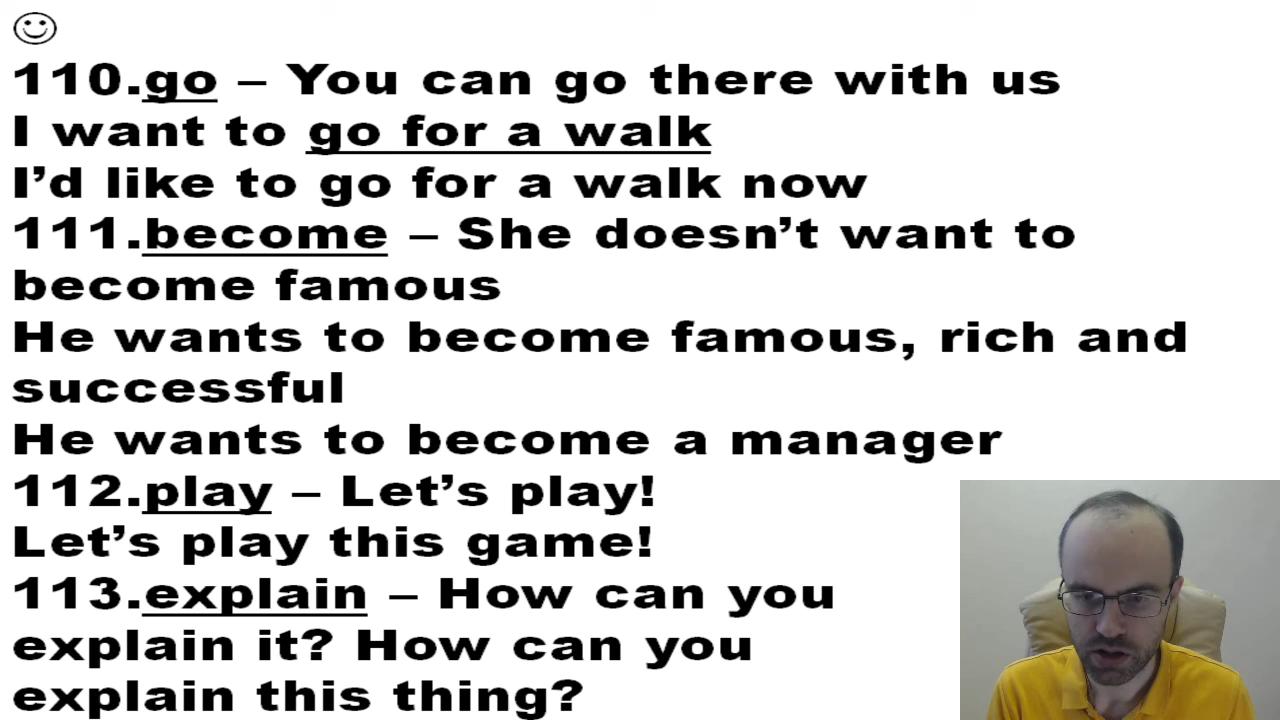 110.go – You can go there with us
I want to go for a walk
I’d like to go for a walk now
111.become – She doesn’t want to
become famous
He wants to become famous, rich and
successful
He wants to become a manager
112.play – Let’s play!
Let’s play this game!
113.explain – How can you
explain it? How can you
explain this thing?